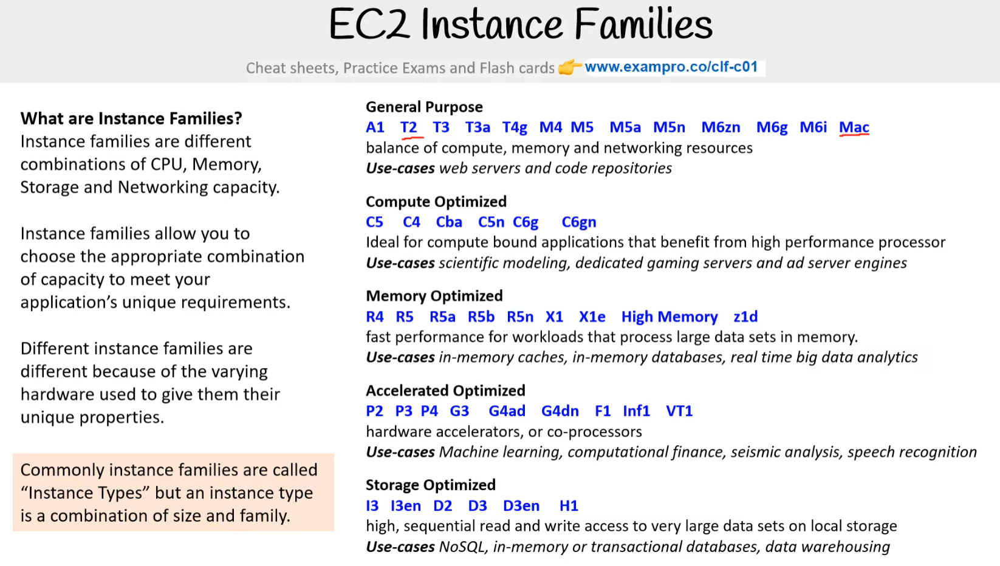 EC2 Instance Families
Cheat sheets, Practice Exams and Flash cards 👉 www.exampro.co/clf-c01
What are Instance Families?
Instance families are different
combinations of CPU, Memory,
Storage and Networking capacity.
Instance families allow you to
choose the appropriate combination
of capacity to meet your
application’s unique requirements.
Different instance families are
different because of the varying
hardware used to give them their
unique properties.
Commonly instance families are called
“Instance Types” but an instance type
is a combination of size and family.
General Purpose
A1 T2 T3 T3a T4g M4 M5 M5a M5n M6zn M6g M6i Mac
balance of compute, memory and networking resources
Use-cases web servers and code repositories
Compute Optimized
C5 C4 Cba C5n C6g C6gn
Ideal for compute bound applications that benefit from high performance processor
Use-cases scientific modeling, dedicated gaming servers and ad server engines
Memory Optimized
R4 R5 R5a R5b R5n X1 X1e High Memory z1d
fast performance for workloads that process large data sets in memory.
Use-cases in-memory caches, in-memory databases, real time big data analytics
Accelerated Optimized
P2 P3 P4 G3 G4ad G4dn F1 Inf1 VT1
hardware accelerators, or co-processors
Use-cases Machine learning, computational finance, seismic analysis, speech recognition
Storage Optimized
I3 I3en D2 D3 D3en H1
high, sequential read and write access to very large data sets on local storage
Use-cases NoSQL, in-memory or transactional databases, data warehousing